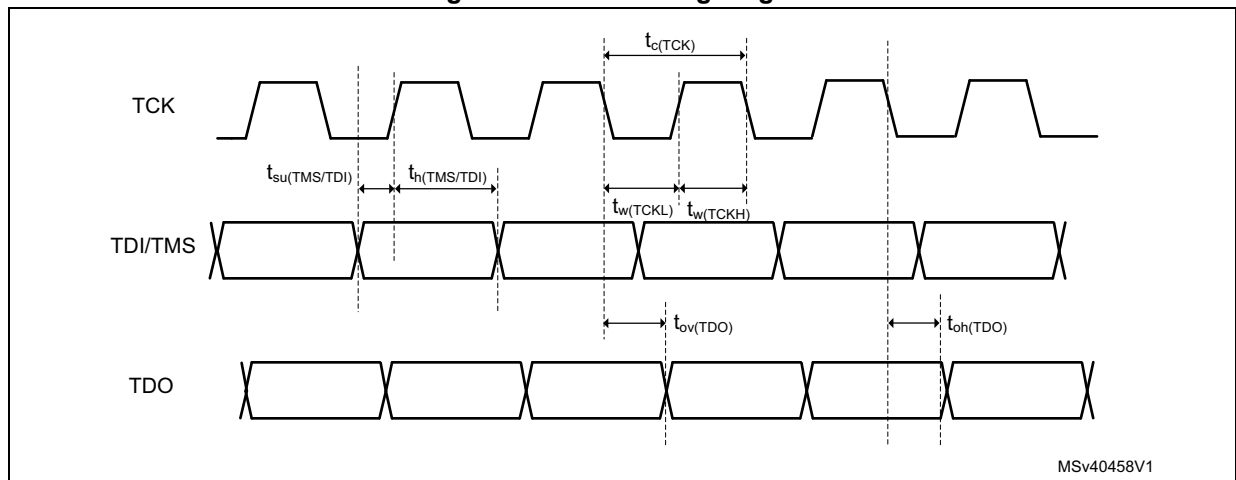 tc(TCK)
TCK
tsu(TMS/TDI)
th(TMS/TDI)
tw(TCKL)
tw(TCKH)
TDI/TMS
tov(TDO)
toh(TDO)
TDO
MSv40458V1